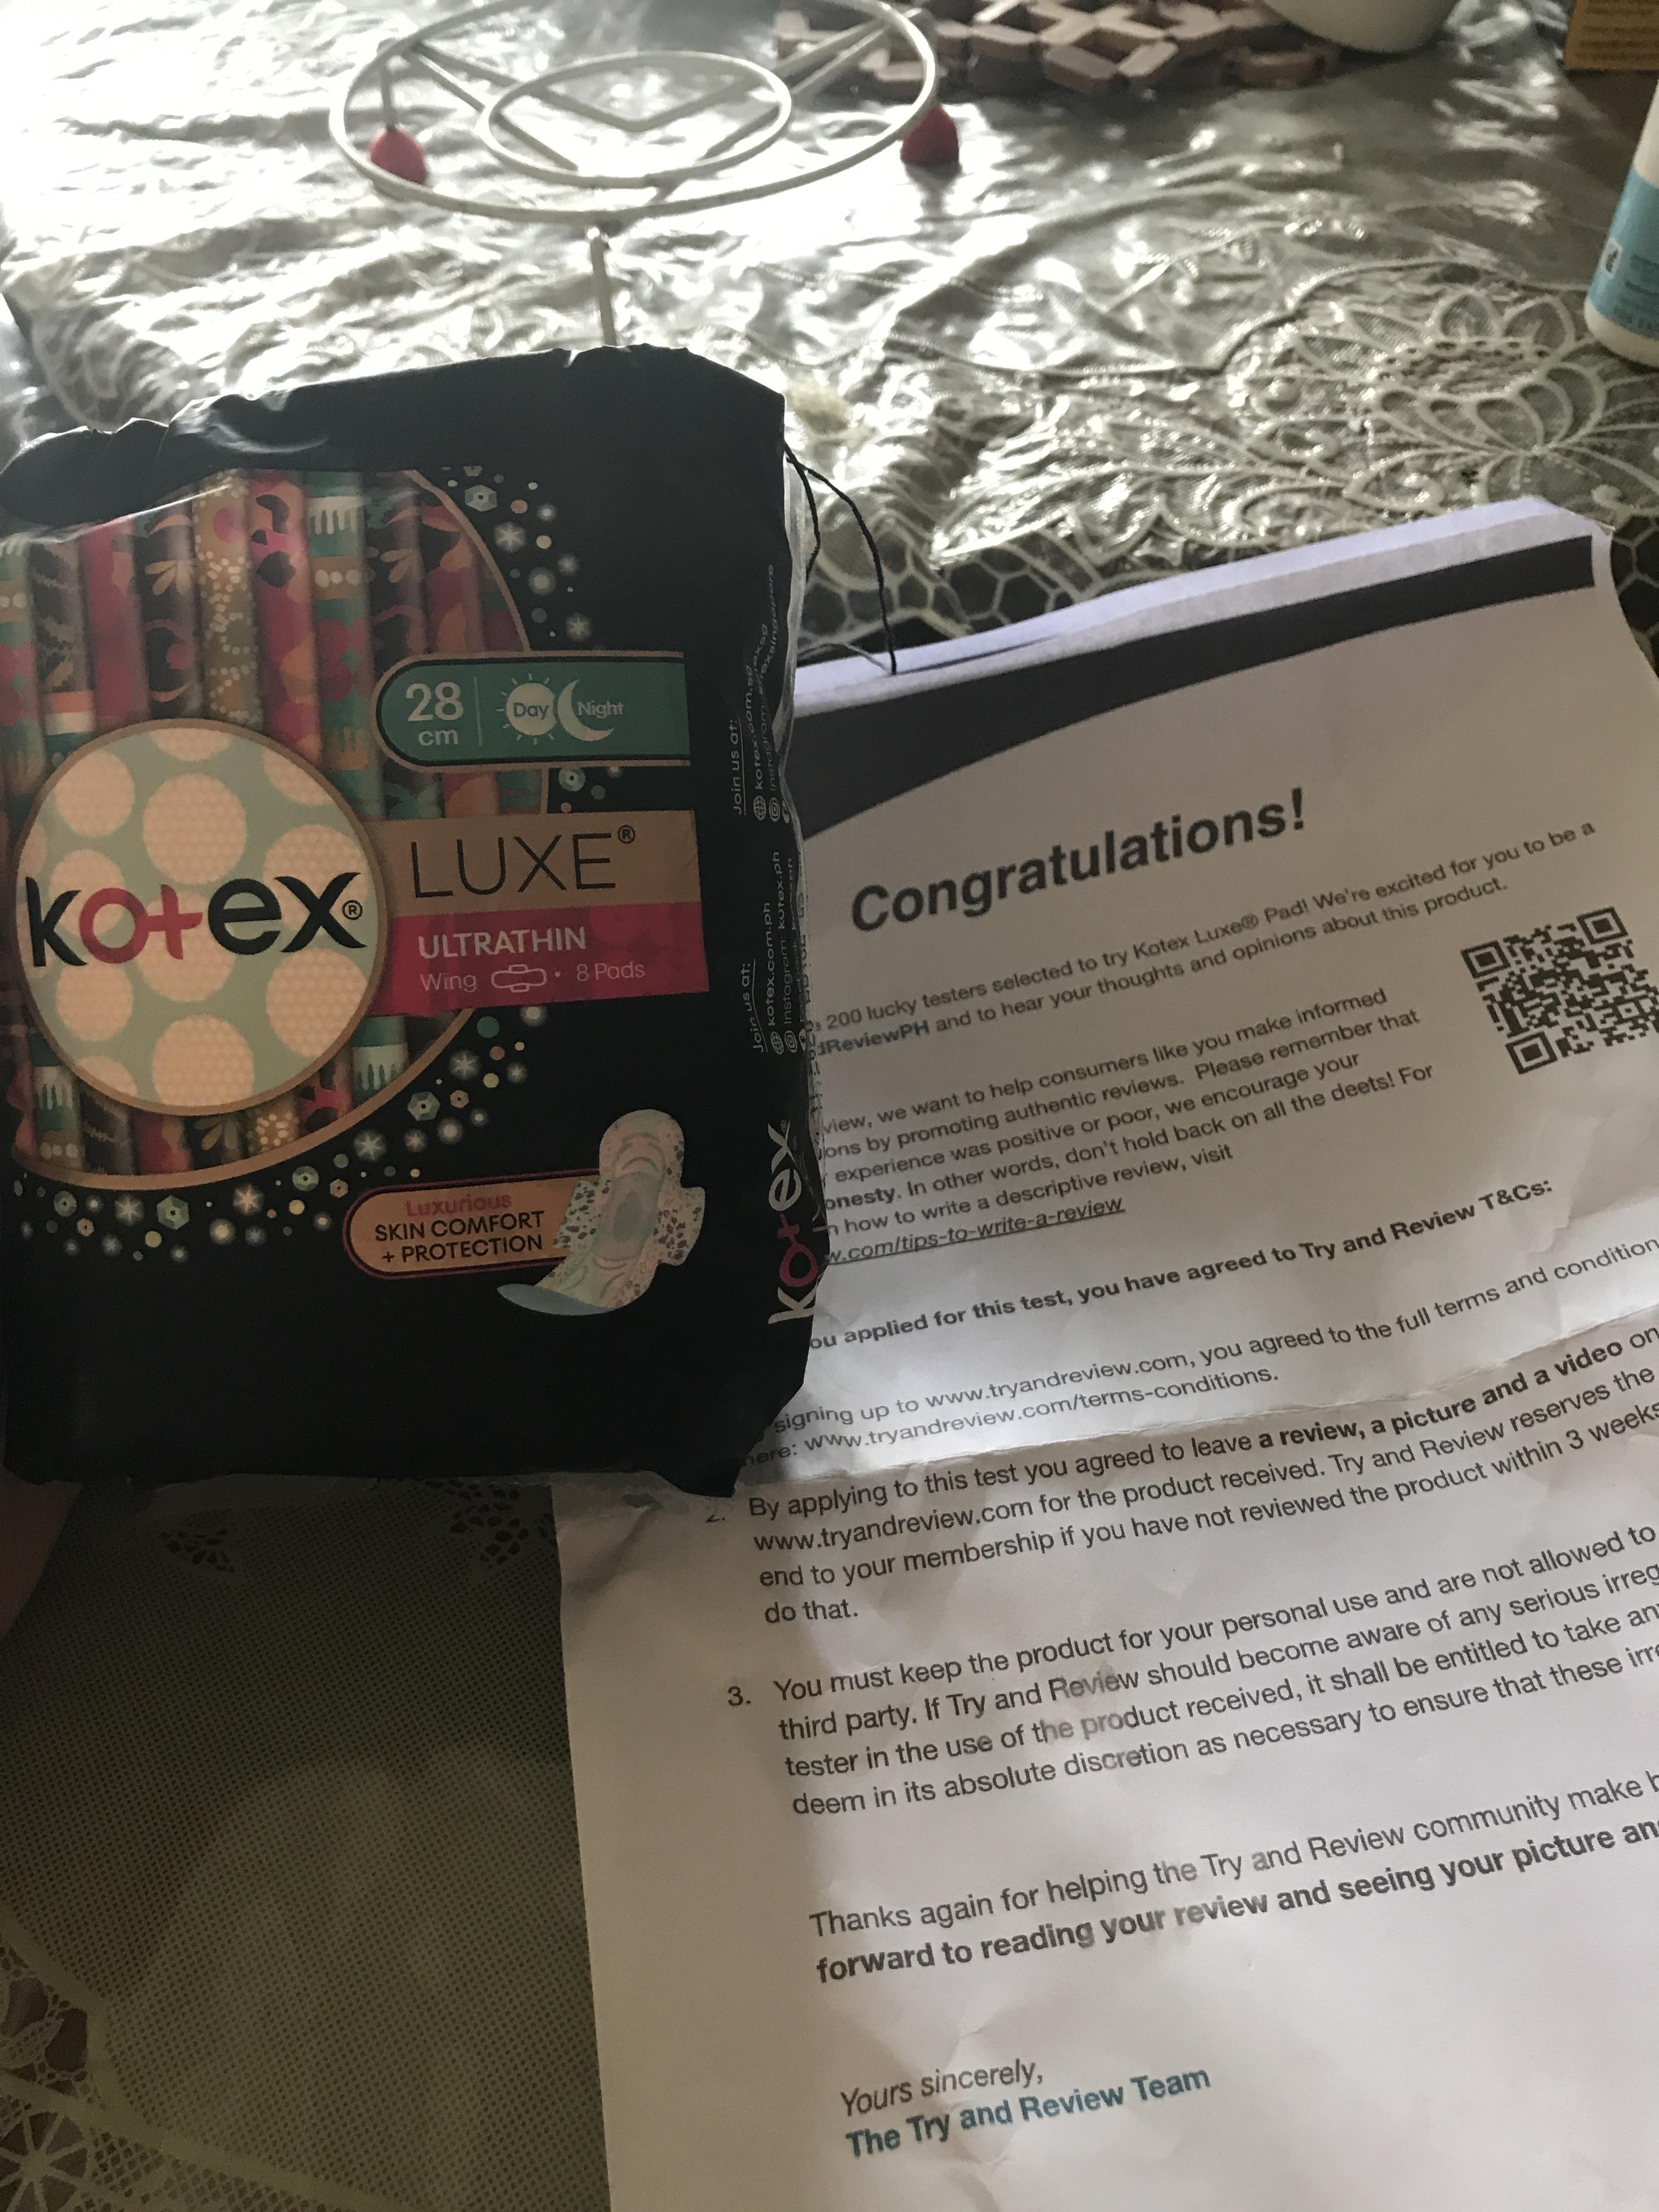 28
cm
Day
Night
LUXE®
kotex®
ULTRATHIN
Wing • 8 Pads
Luxurious
SKIN COMFORT
+ PROTECTION
Join us at:
kotex.com.sg
Join us at:
kotex.com.ph
Instagram: kotex.ph
kotex
Congratulations!
200 lucky testers selected to try Kotex Luxe® Pad! We're excited for you to be a
dReviewPH and to hear your thoughts and opinions about this product.
view, we want to help consumers like you make informed
ons by promoting authentic reviews. Please remember that
experience was positive or poor, we encourage your
onesty. In other words, don't hold back on all the deets! For
how to write a descriptive review, visit
w.com/tips-to-write-a-review
ou applied for this test, you have agreed to Try and Review T&Cs:
signing up to www.tryandreview.com, you agreed to the full terms and condition
here: www.tryandreview.com/terms-conditions.
2. By applying to this test you agreed to leave a review, a picture and a video on
www.tryandreview.com for the product received. Try and Review reserves the
end to your membership if you have not reviewed the product within 3 weeks
do that.
3. You must keep the product for your personal use and are not allowed to
third party. If Try and Review should become aware of any serious irreg
tester in the use of the product received, it shall be entitled to take an
deem in its absolute discretion as necessary to ensure that these irre
Thanks again for helping the Try and Review community make b
forward to reading your review and seeing your picture an
Yours sincerely,
The Try and Review Team